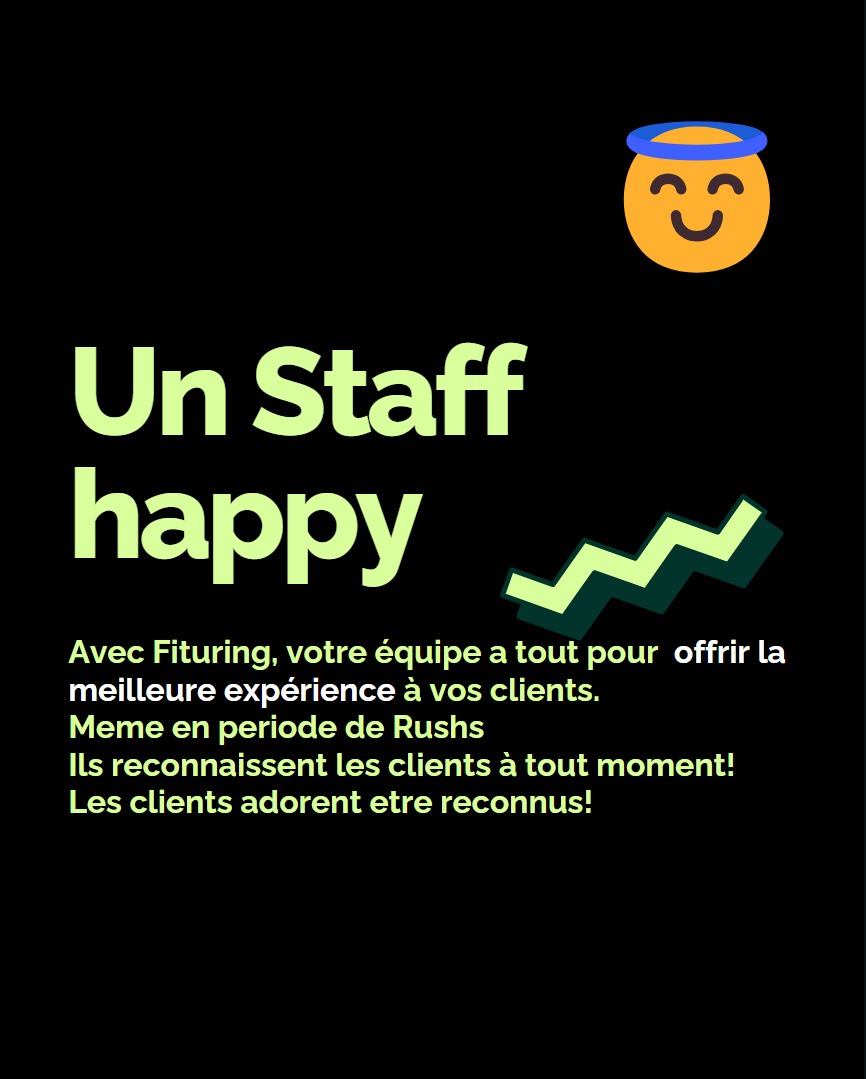 Un Staff
happy
Avec Fituring, votre équipe a tout pour offrir la
meilleure expérience à vos clients.
Meme en periode de Rushs
Ils reconnaissent les clients à tout moment!
Les clients adorent etre reconnus!